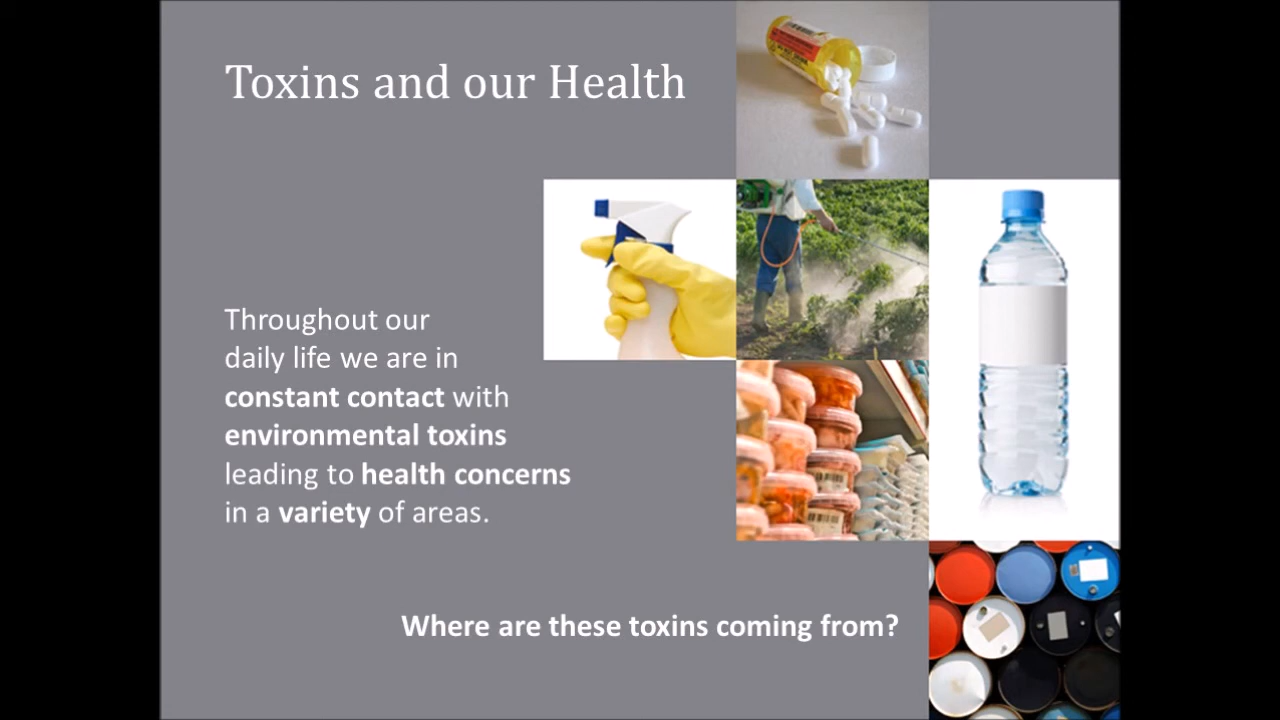 Toxins and our Health
Throughout our
daily life we are in
constant contact with
environmental toxins
leading to health concerns
in a variety of areas.
Where are these toxins coming from?